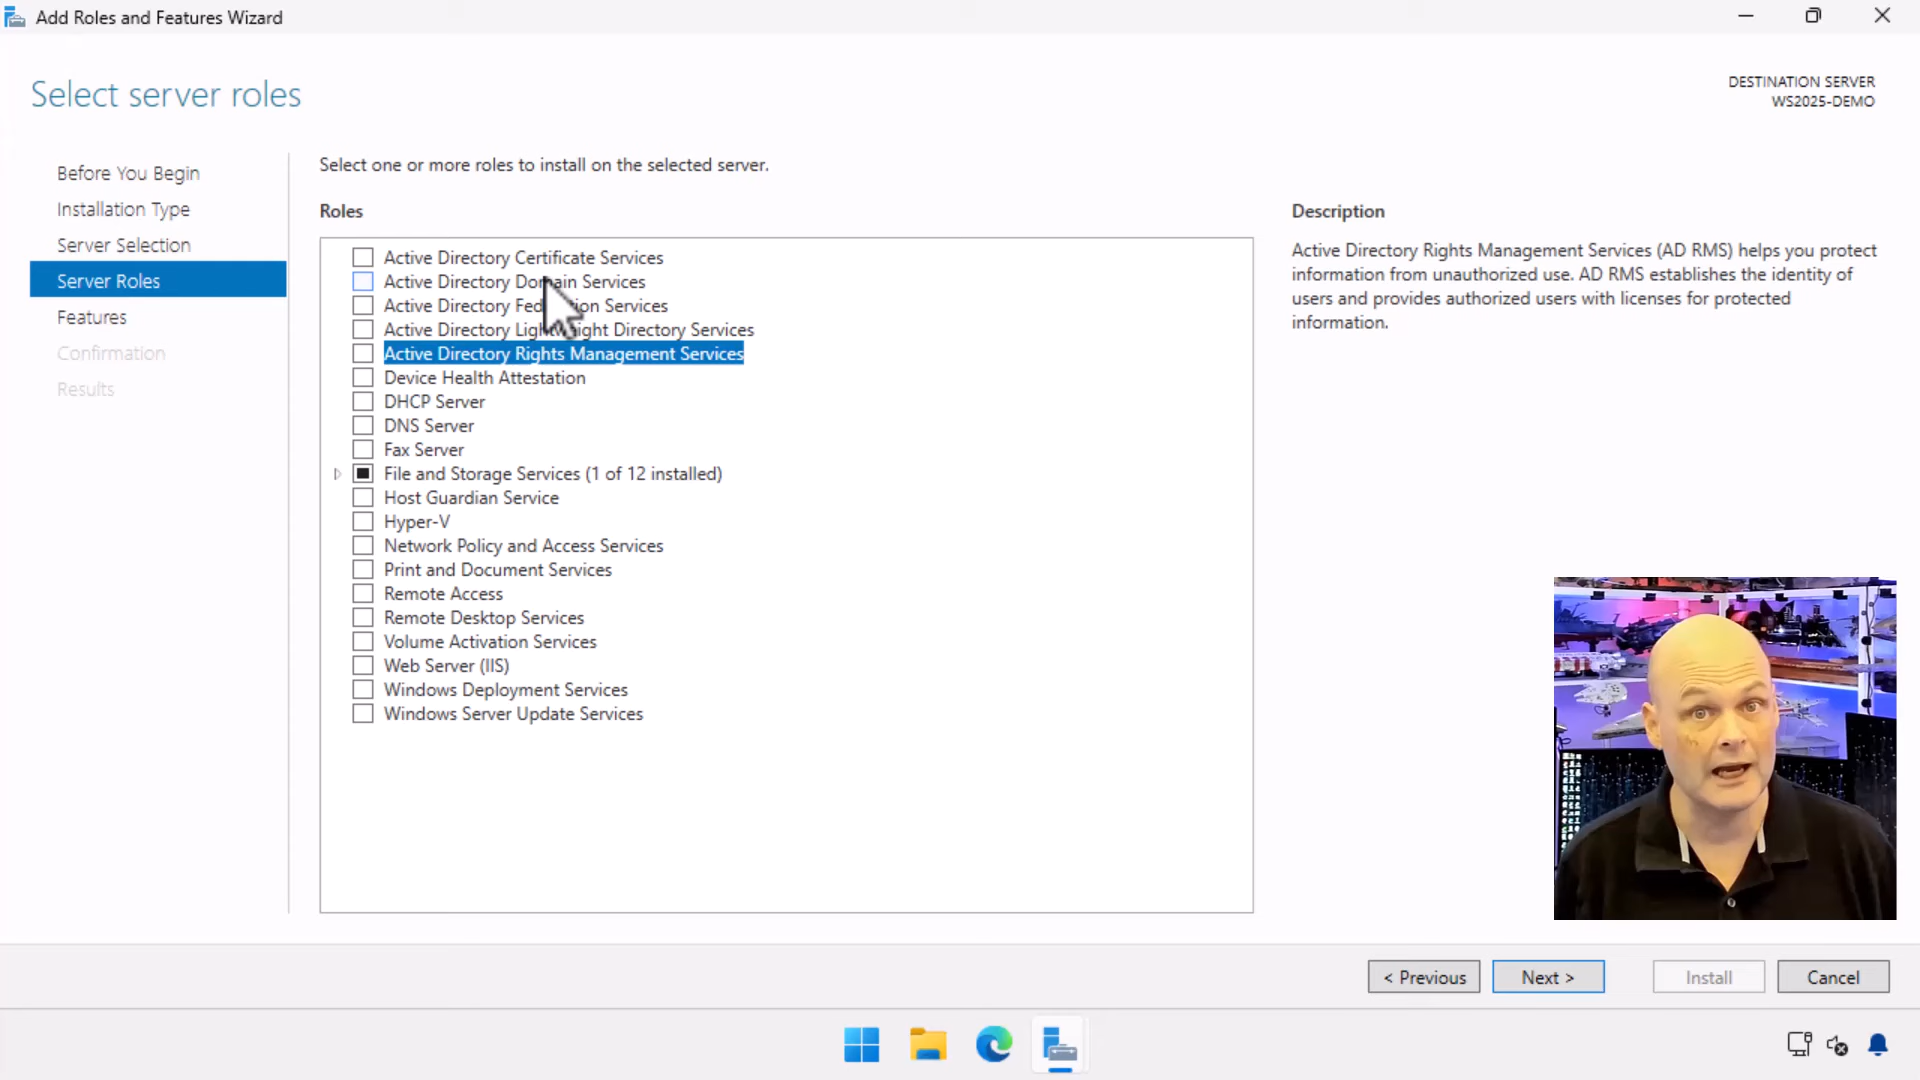 Add Roles and Features Wizard
Select server roles
DESTINATION SERVER
WS2025-DEMO
Before You Begin
Installation Type
Server Selection
Server Roles
Features
Confirmation
Results
Select one or more roles to install on the selected server.
Roles
Active Directory Certificate Services
Active Directory Domain Services
Active Directory Federation Services
Active Directory Lightweight Directory Services
Active Directory Rights Management Services
Device Health Attestation
DHCP Server
DNS Server
Fax Server
File and Storage Services (1 of 12 installed)
Host Guardian Service
Hyper-V
Network Policy and Access Services
Print and Document Services
Remote Access
Remote Desktop Services
Volume Activation Services
Web Server (IIS)
Windows Deployment Services
Windows Server Update Services
Description
Active Directory Rights Management Services (AD RMS) helps you protect
information from unauthorized use. AD RMS establishes the identity of
users and provides authorized users with licenses for protected
information.
< Previous
Next >
Install
Cancel